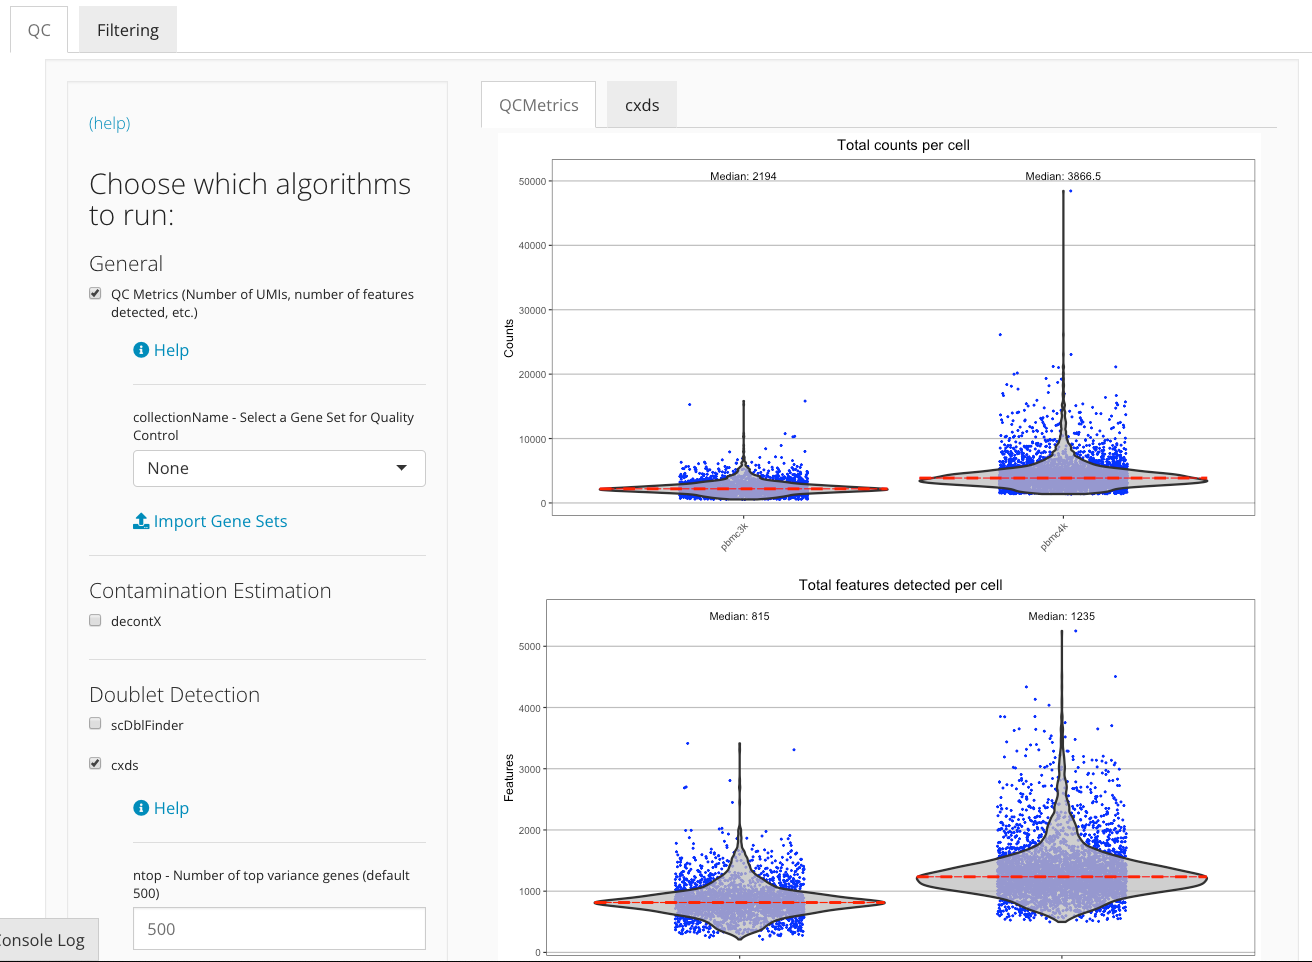 QC
Filtering
(help)
Choose which algorithms
to run:
General
QC Metrics (Number of UMIs, number of features
detected, etc.)
Help
collectionName - Select a Gene Set for Quality
Control
None
Import Gene Sets
Contamination Estimation
decontX
Doublet Detection
scDblFinder
cxds
Help
ntop - Number of top variance genes (default
500)
500
Console Log
QCMetrics
cxds
Total counts per cell
Median: 2194
Median: 3866.5
50000
40000
30000
20000
10000
0
Counts
pbmc3k
pbmc4k
Total features detected per cell
Median: 815
Median: 1235
5000
4000
3000
2000
1000
0
Features